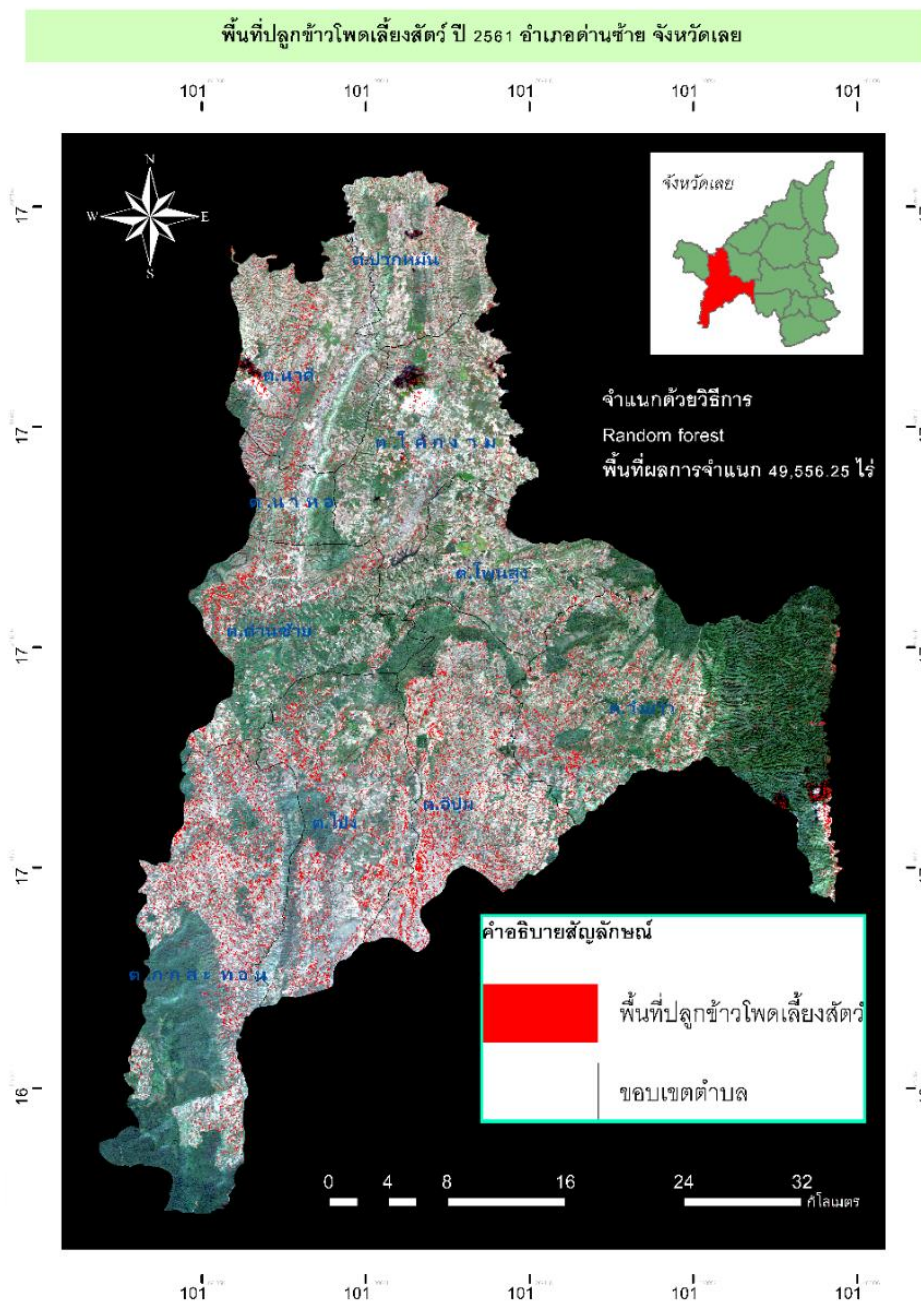 พื้นที่ปลูกข้าวโพดเลี้ยงสัตว์ ปี 2561 อำเภอด่านซ้าย จังหวัดเลย
101 101 101 101 101
N
W E
S
จังหวัดเลย
17
ต.ปากหมัน
ต.นาดี
จำแนกด้วยวิธีการ
Random forest
พื้นที่ผลการจำแนก 49,556.25 ไร่
17
ต.โคกงาม
ต.นาหอ
ต.โพนสูง
ต.ด่านซ้าย
17
ต.อิปุ่ม
ต.โป่ง
17
ต.กกสะทอน
คำอธิบายสัญลักษณ์
พื้นที่ปลูกข้าวโพดเลี้ยงสัตว์
ขอบเขตตำบล
16
0 4 8 16 24 32
กิโลเมตร
101 101 101 101 101